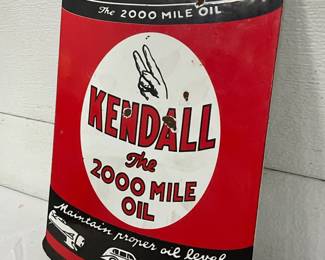 The 2000 MILE OIL
KENDALL
The
2000 MILE
OIL
Maintain proper oil level